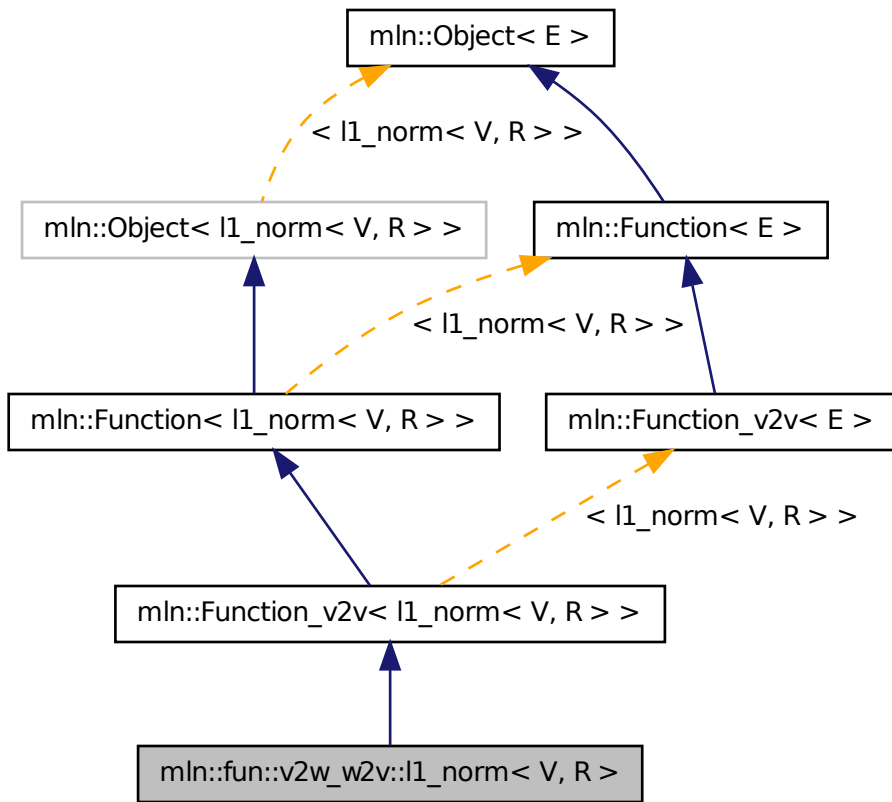 mln::Object< E >
< l1_norm< V, R > >
mln::Object< l1_norm< V, R > >
mln::Function< E >
< l1_norm< V, R > >
mln::Function< l1_norm< V, R > >
mln::Function_v2v< E >
< l1_norm< V, R > >
mln::Function_v2v< l1_norm< V, R > >
mln::fun::v2w_w2v::l1_norm< V, R >